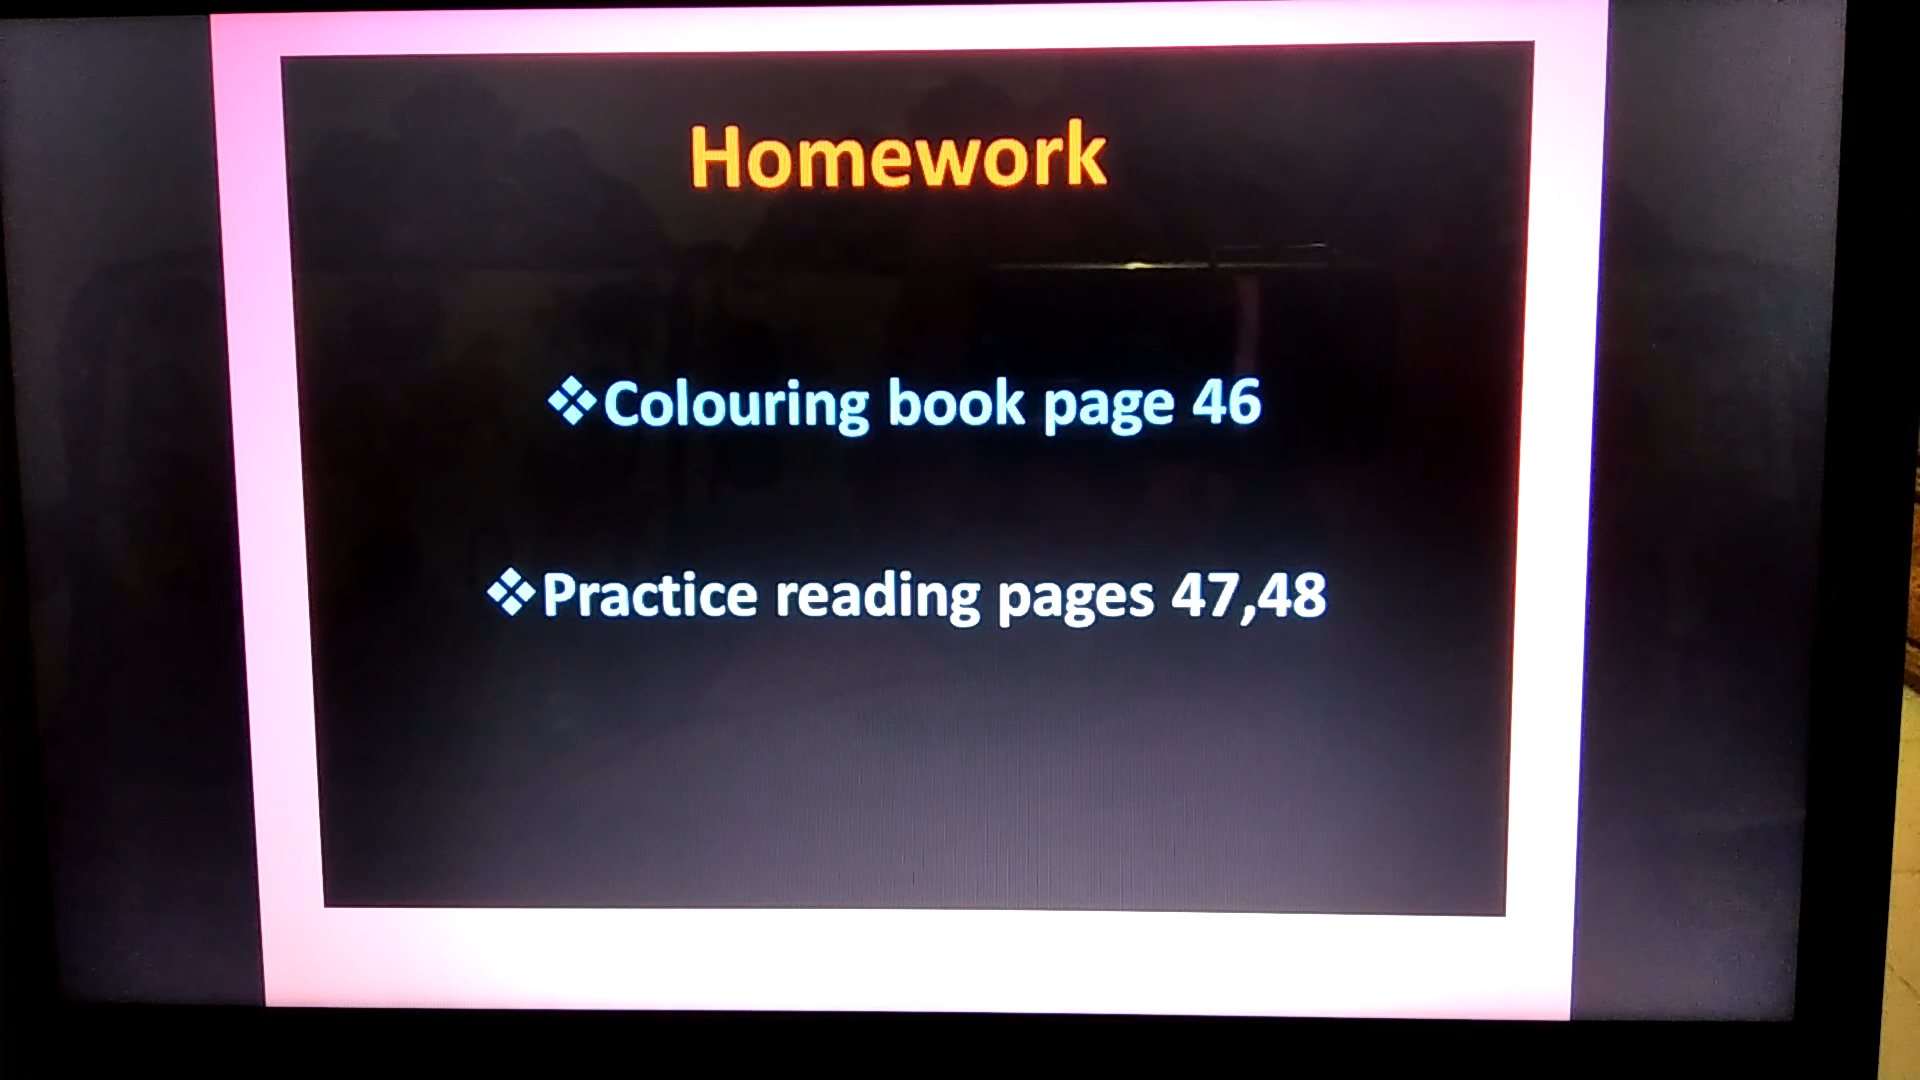 Homework
❖Colouring book page 46
❖Practice reading pages 47,48